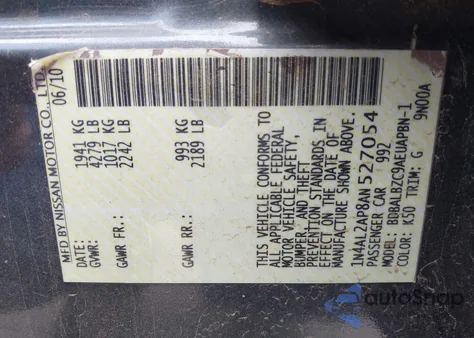 MFD BY NISSAN MOTOR CO., LTD.
DATE: 06/10
GVWR: 1941 KG
4279 LB
GAWR FR.: 1017 KG
2242 LB
GAWR RR.: 993 KG
2189 LB
THIS VEHICLE CONFORMS TO
ALL APPLICABLE FEDERAL
MOTOR VEHICLE SAFETY,
BUMPER, AND THEFT
PREVENTION STANDARDS IN
EFFECT ON THE DATE OF
MANUFACTURE SHOWN ABOVE.
1N4AL2AP8AN527054
PASSENGER CAR 992
MODEL: BDRALBZC9AEUAPBN-1
COLOR: K50 TRIM: G 9N00A
autoSnap